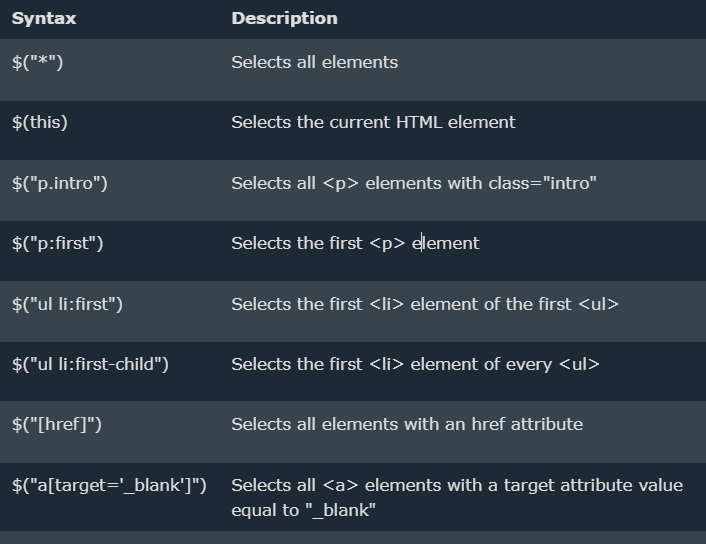 Syntax Description
$("*") Selects all elements
$(this) Selects the current HTML element
$("p.intro") Selects all <p> elements with class="intro"
$("p:first") Selects the first <p> element
$("ul li:first") Selects the first <li> element of the first <ul>
$("ul li:first-child") Selects the first <li> element of every <ul>
$("[href]") Selects all elements with an href attribute
$("a[target='_blank']") Selects all <a> elements with a target attribute value
equal to "_blank"